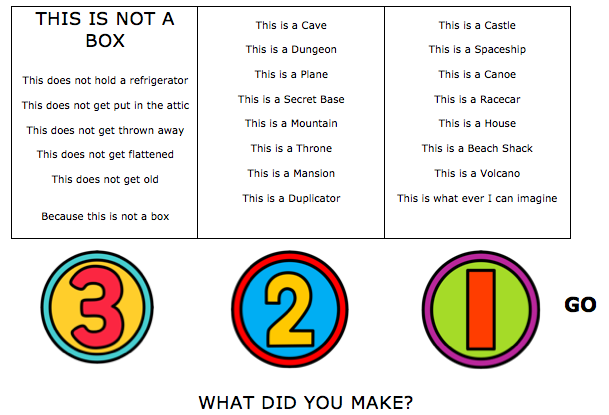 THIS IS NOT A
BOX
This does not hold a refrigerator
This does not get put in the attic
This does not get thrown away
This does not get flattened
This does not get old
Because this is not a box
This is a Cave
This is a Dungeon
This is a Plane
This is a Secret Base
This is a Mountain
This is a Throne
This is a Mansion
This is a Duplicator
This is a Castle
This is a Spaceship
This is a Canoe
This is a Racecar
This is a House
This is a Beach Shack
This is a Volcano
This is what ever I can imagine
3 2 1 GO
WHAT DID YOU MAKE?